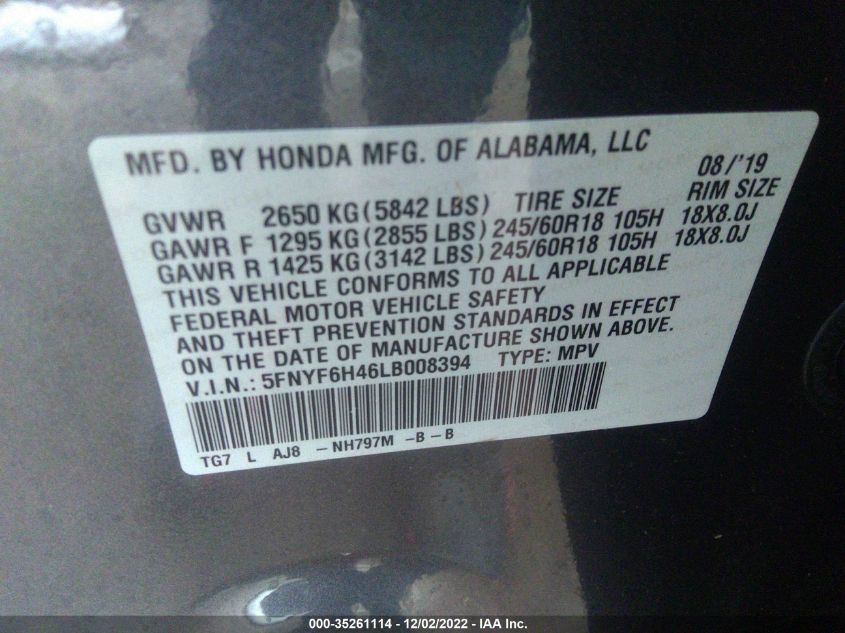 MFD. BY HONDA MFG. OF ALABAMA, LLC 08/'19
GVWR 2650 KG(5842 LBS) TIRE SIZE RIM SIZE
GAWR F 1295 KG(2855 LBS) 245/60R18 105H 18X8.0J
GAWR R 1425 KG(3142 LBS) 245/60R18 105H 18X8.0J
THIS VEHICLE CONFORMS TO ALL APPLICABLE
FEDERAL MOTOR VEHICLE SAFETY
AND THEFT PREVENTION STANDARDS IN EFFECT
ON THE DATE OF MANUFACTURE SHOWN ABOVE.
V.I.N.: 5FNYF6H46LB008394 TYPE: MPV
TG7 L AJ8 -NH797M -B-B
000-35261114 - 12/02/2022 - IAA Inc.